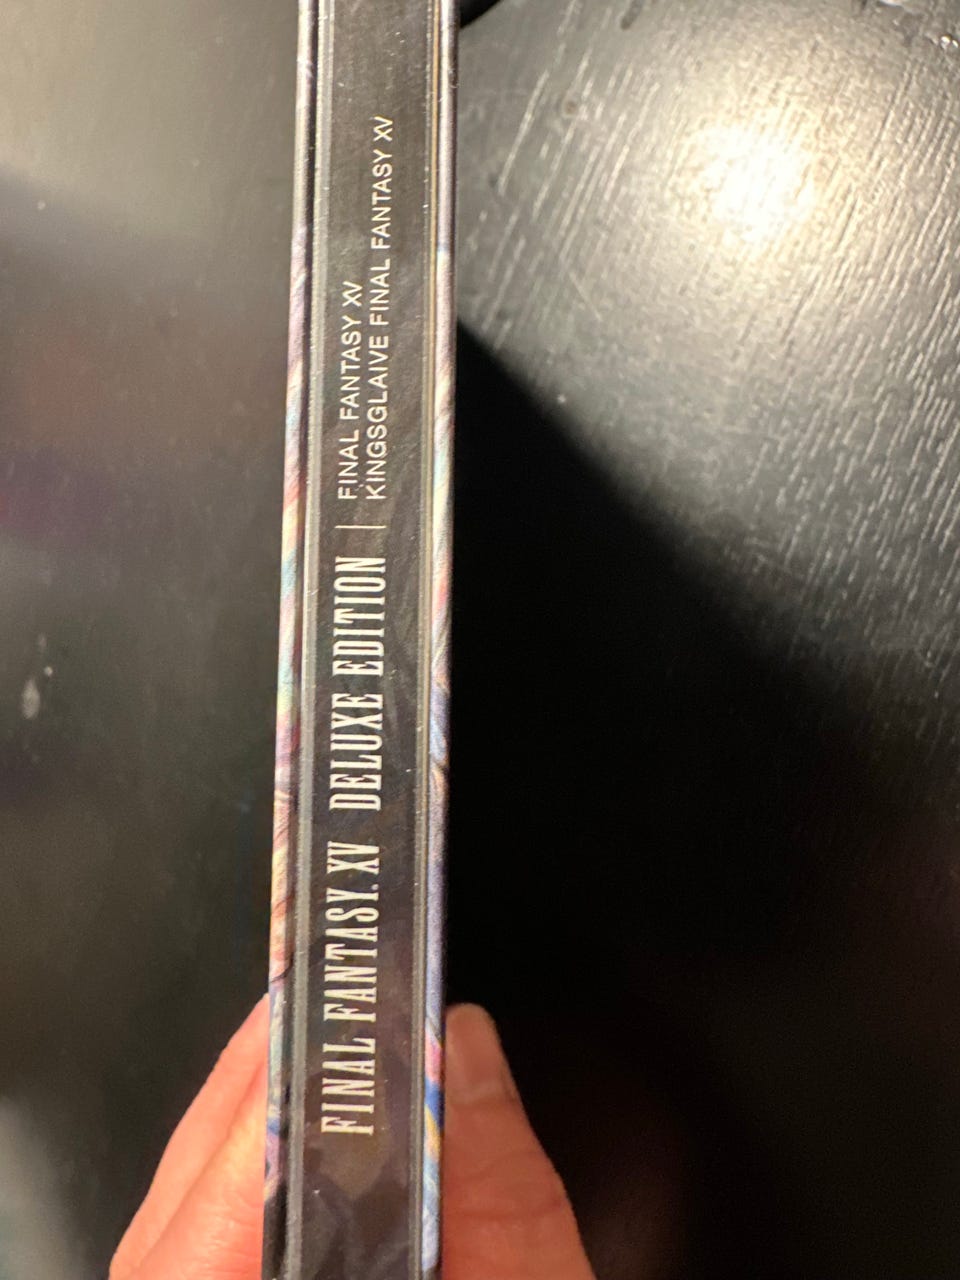 FINAL FANTASY. XV DELUXE EDITION
FINAL FANTASY XV
KINGSGLAIVE FINAL FANTASY XV